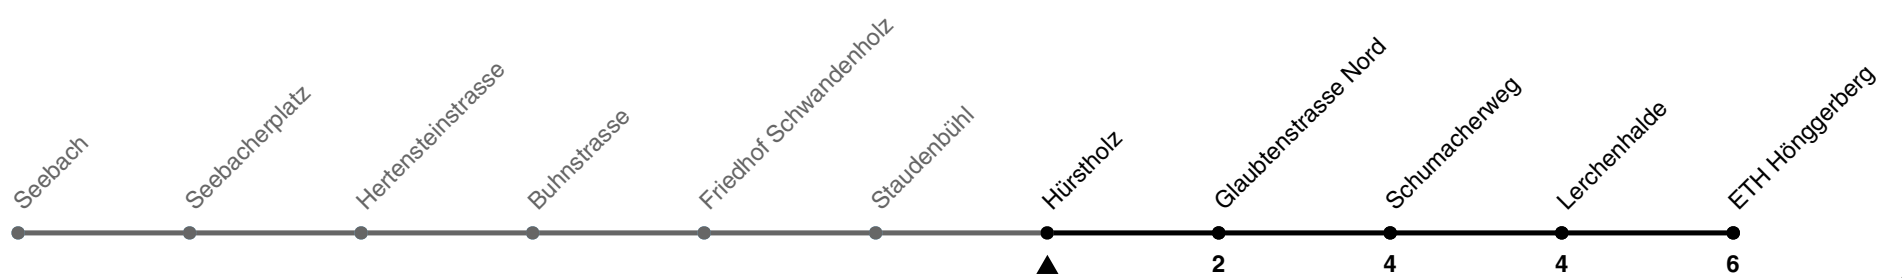 Seebach
Seebacherplatz
Hertensteinstrasse
Buhnstrasse
Friedhof Schwandenholz
Staudenbühl
Hürstholz
Glaubtenstrasse Nord
Schumacherweg
Lerchenhalde
ETH Hönggerberg
2 4 4 6